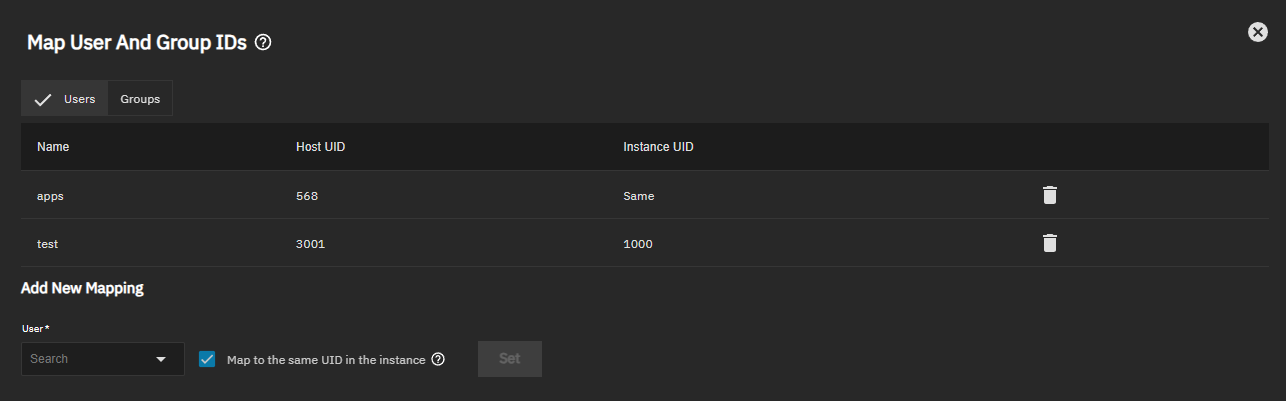 Map User And Group IDs
Users Groups
Name Host UID Instance UID
apps 568 Same
test 3001 1000
Add New Mapping
User *
Search Map to the same UID in the instance Set